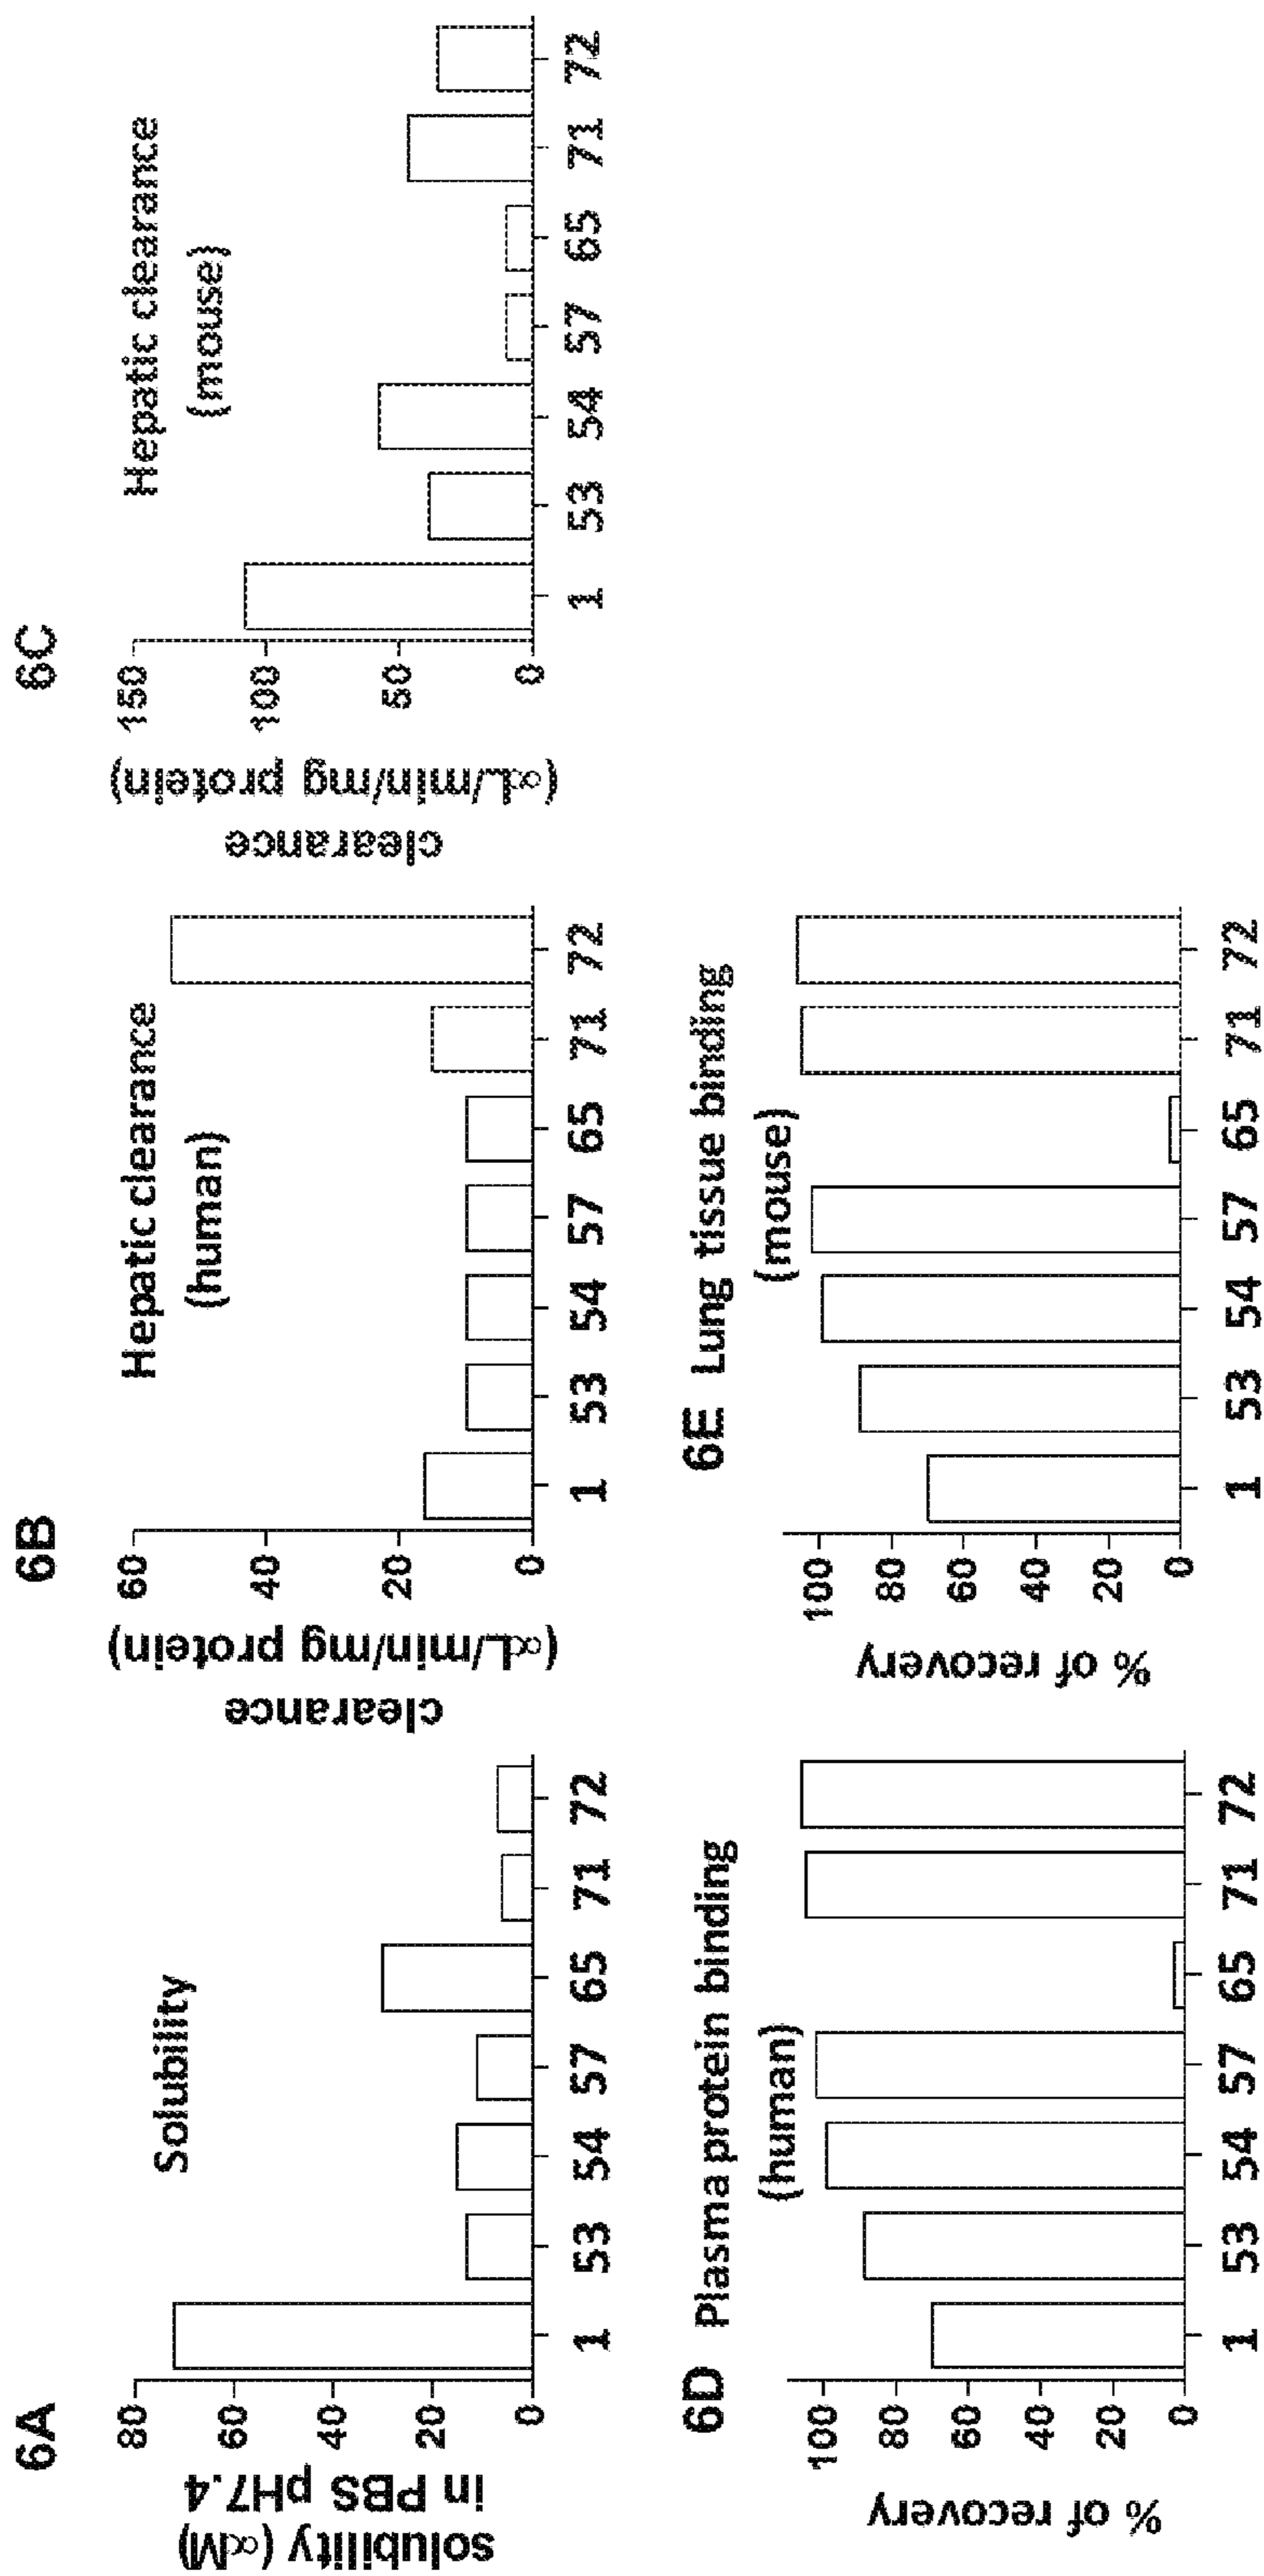 6A
Solubility
solubility (∝M)
in PBS pH7.4
80
60
40
20
0
1 53 54 57 65 71 72
6B
Hepatic clearance
(human)
clearance
(∝L/min/mg protein)
60
40
20
0
1 53 54 57 65 71 72
6C
Hepatic clearance
(mouse)
clearance
(∝L/min/mg protein)
150
100
50
0
1 53 54 57 65 71 72
6D Plasma protein binding
(human)
% of recovery
100
80
60
40
20
0
1 53 54 57 65 71 72
6E Lung tissue binding
(mouse)
% of recovery
100
80
60
40
20
0
1 53 54 57 65 71 72